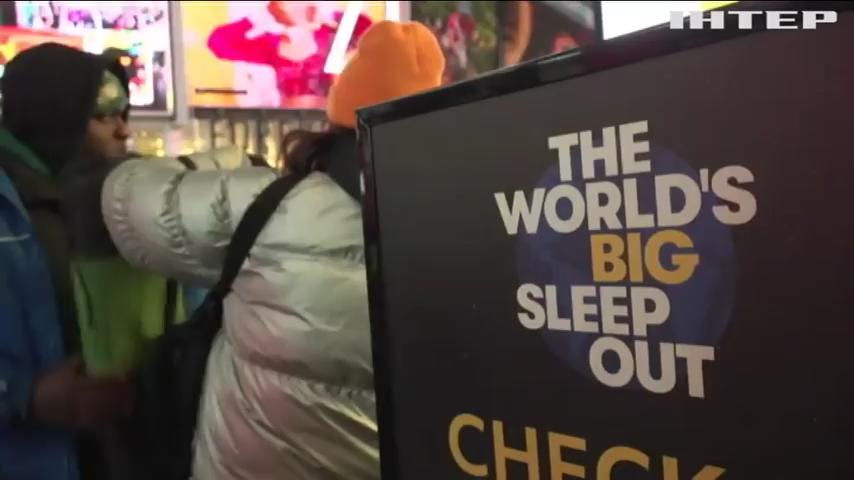 ІНТЕР
THE
WORLD'S
BIG
SLEEP
OUT
CHECK